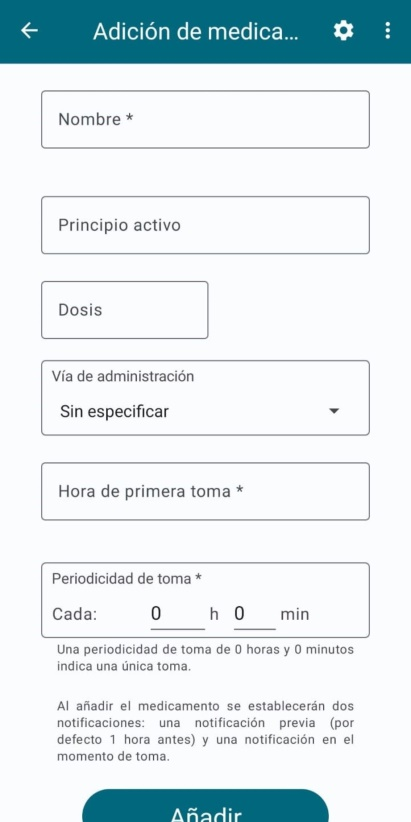 Adición de medica...
Nombre *
Principio activo
Dosis
Vía de administración
Sin especificar
Hora de primera toma *
Periodicidad de toma *
Cada: 0 h 0 min
Una periodicidad de toma de 0 horas y 0 minutos
indica una única toma.
Al añadir el medicamento se establecerán dos
notificaciones: una notificación previa (por
defecto 1 hora antes) y una notificación en el
momento de toma.
Añadir